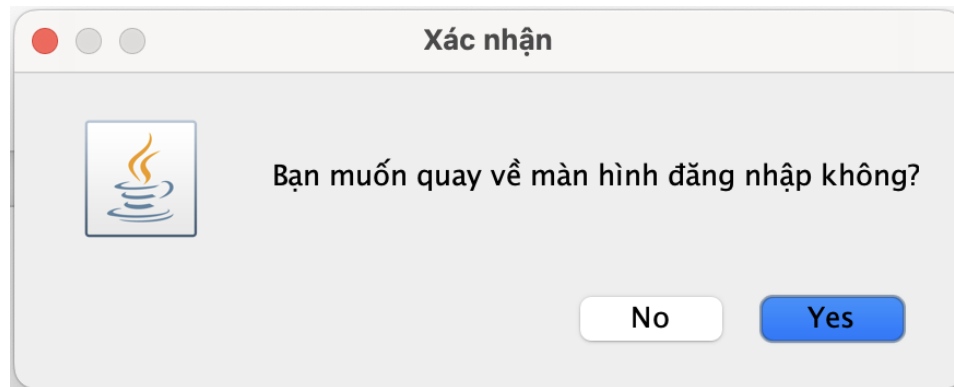 Xác nhận
Bạn muốn quay về màn hình đăng nhập không?
No
Yes